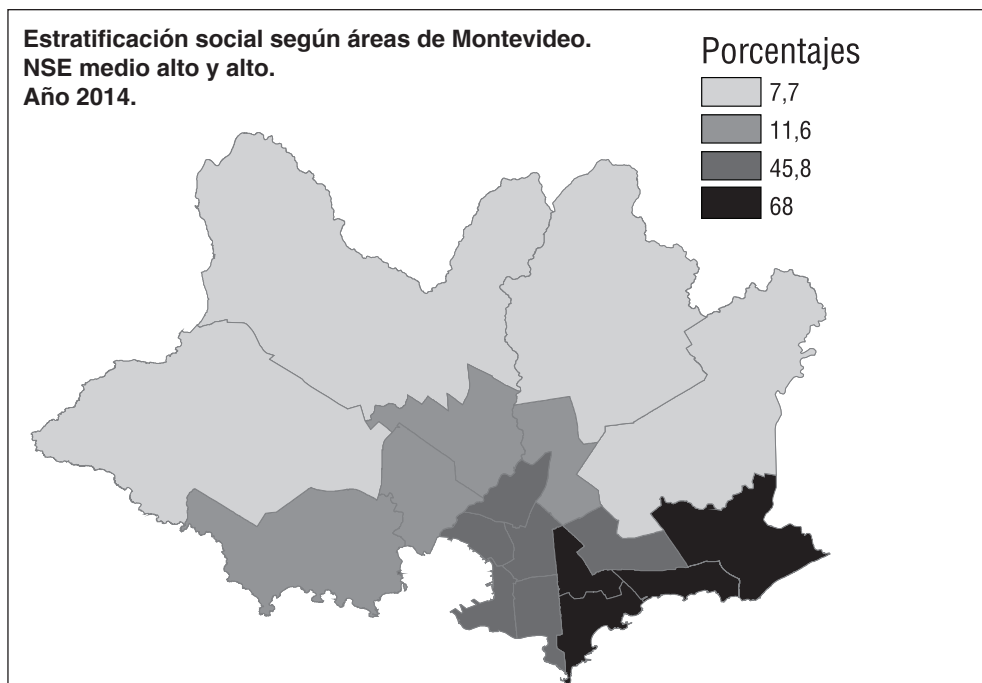 Estratificación social según áreas de Montevideo.
NSE medio alto y alto.
Año 2014.
Porcentajes
7,7
11,6
45,8
68